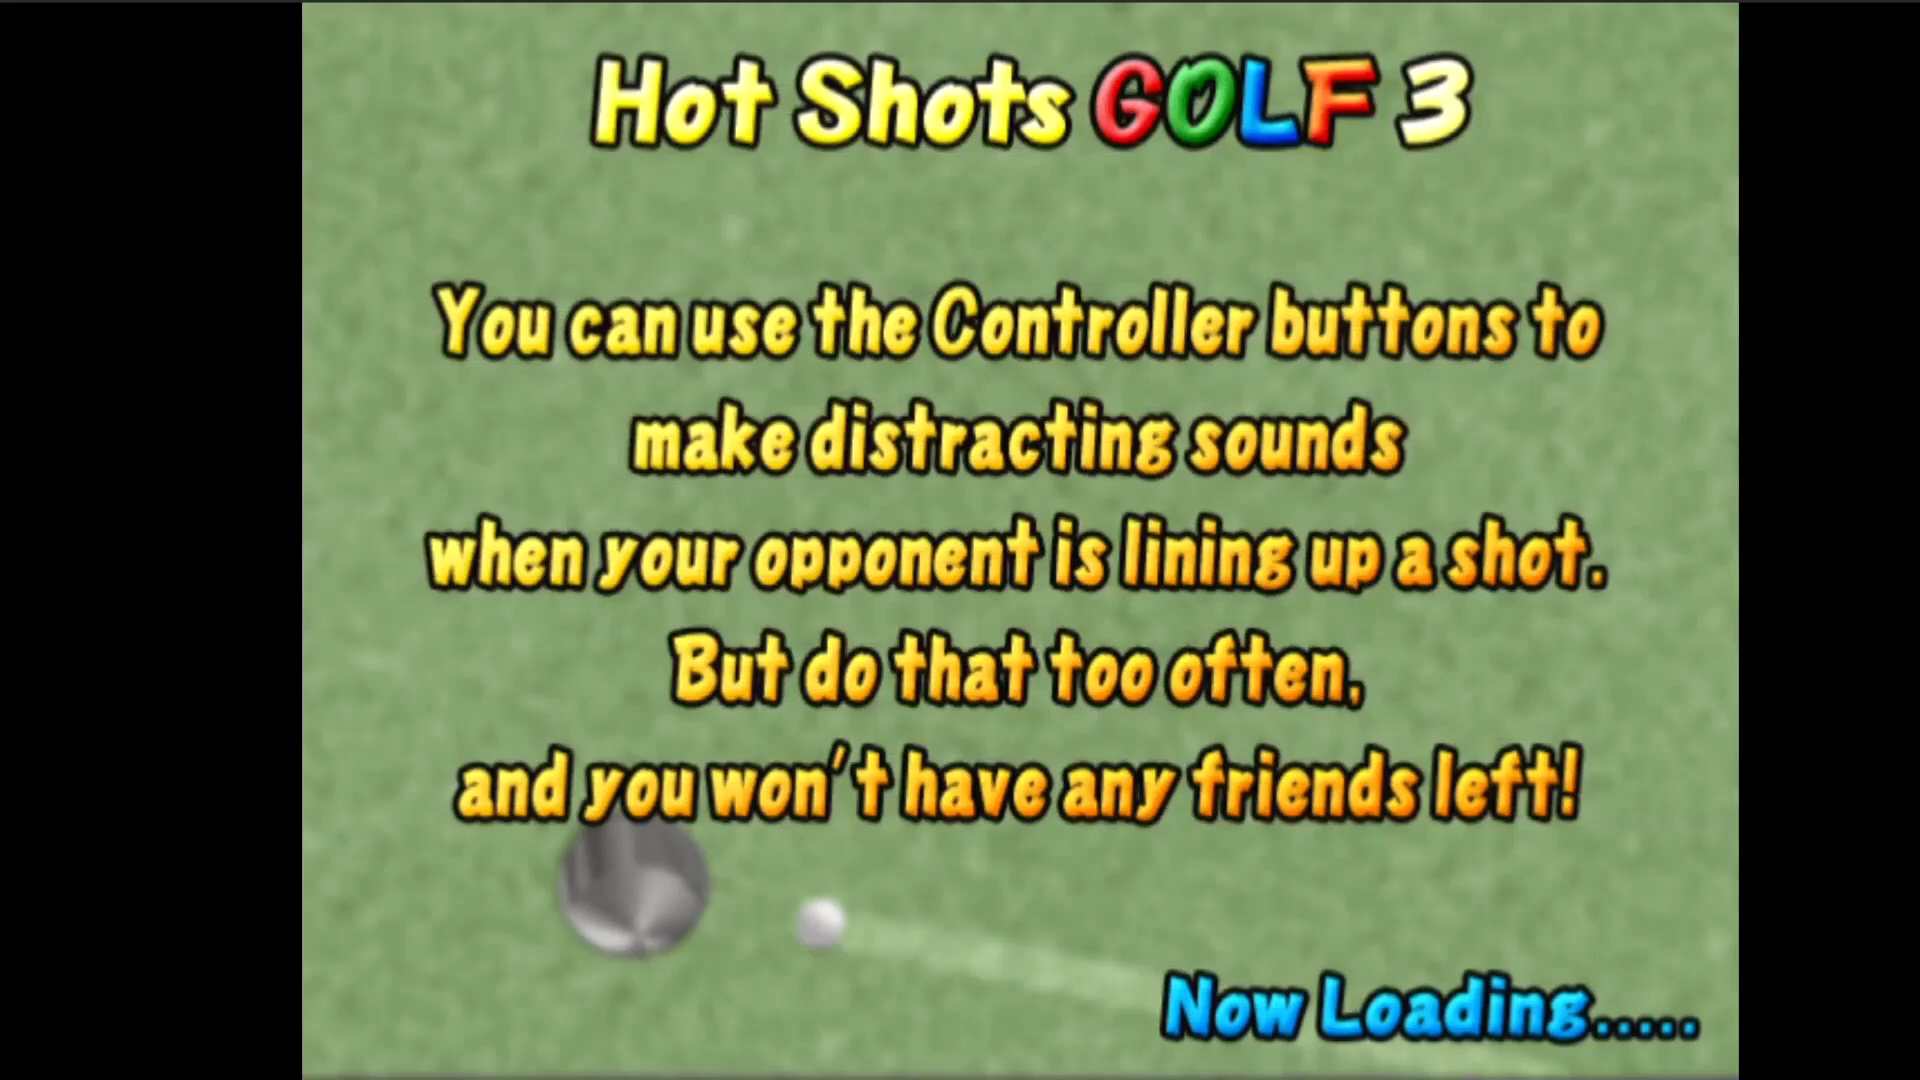 Hot Shots GOLF 3
You can use the Controller buttons to
make distracting sounds
when your opponent is lining up a shot.
But do that too often,
and you won't have any friends left!
Now Loading.....